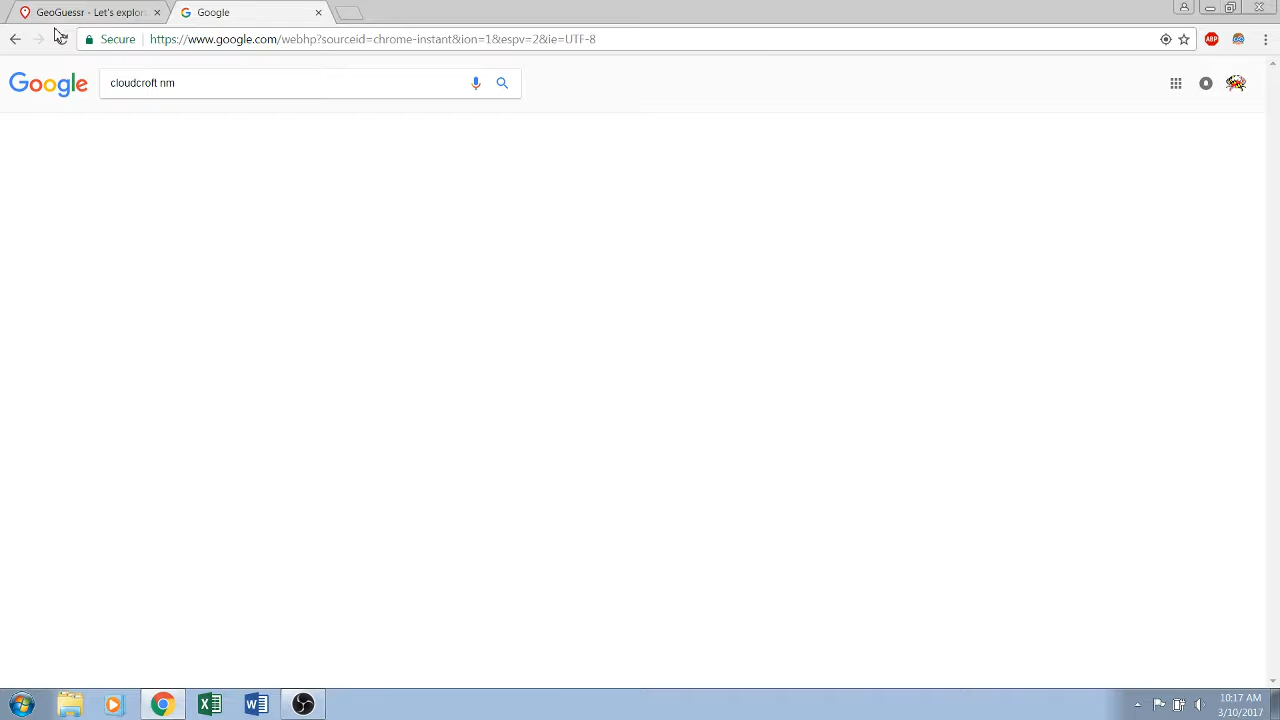 GeoGuessr - Let's explor
Google
Secure
https://www.google.com/webhp?sourceid=chrome-instant&ion=1&espv=2&ie=UTF-8
ABP
Google
cloudcroft nm
10:17 AM
3/10/2017